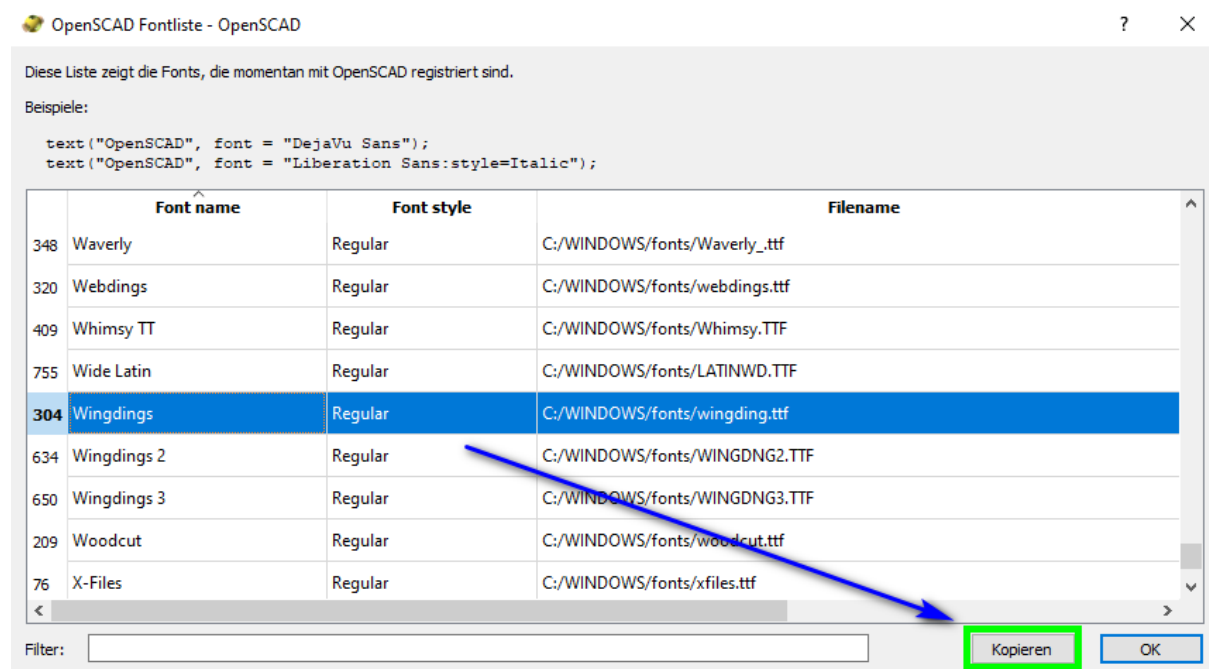 OpenSCAD Fontliste - OpenSCAD ?
Diese Liste zeigt die Fonts, die momentan mit OpenSCAD registriert sind.
Beispiele:
text("OpenSCAD", font = "DejaVu Sans");
text("OpenSCAD", font = "Liberation Sans:style=Italic");
Font name Font style Filename
348 Waverly Regular C:/WINDOWS/fonts/Waverly_.ttf
320 Webdings Regular C:/WINDOWS/fonts/webdings.ttf
409 Whimsy TT Regular C:/WINDOWS/fonts/Whimsy.TTF
755 Wide Latin Regular C:/WINDOWS/fonts/LATINWD.TTF
304 Wingdings Regular C:/WINDOWS/fonts/wingding.ttf
634 Wingdings 2 Regular C:/WINDOWS/fonts/WINGDNG2.TTF
650 Wingdings 3 Regular C:/WINDOWS/fonts/WINGDNG3.TTF
209 Woodcut Regular C:/WINDOWS/fonts/woodcut.ttf
76 X-Files Regular C:/WINDOWS/fonts/xfiles.ttf
Filter: Kopieren OK